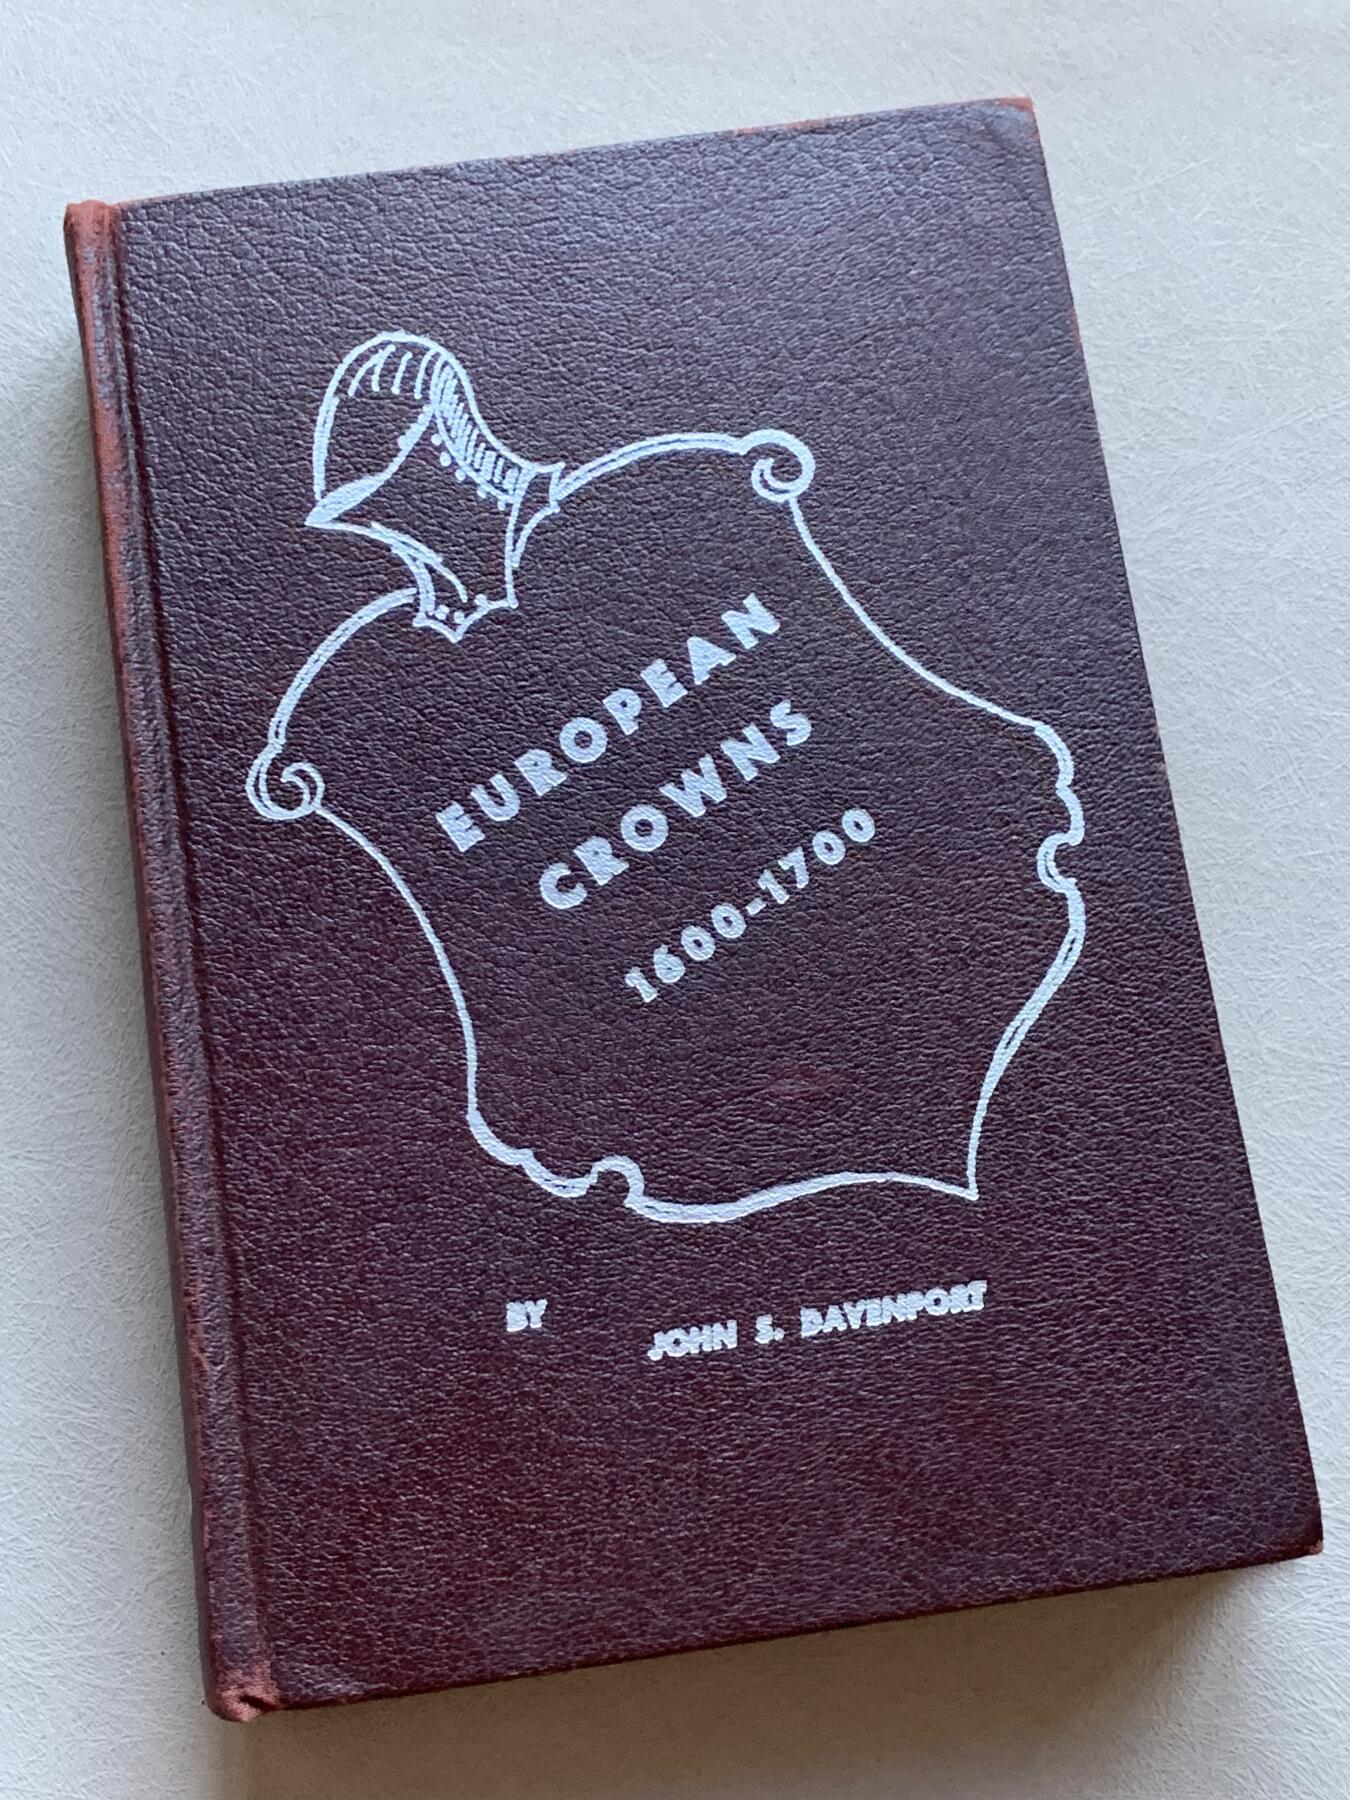 EUROPEAN
CROWNS
1600-1700
BY JOHN S. DAVENPORT